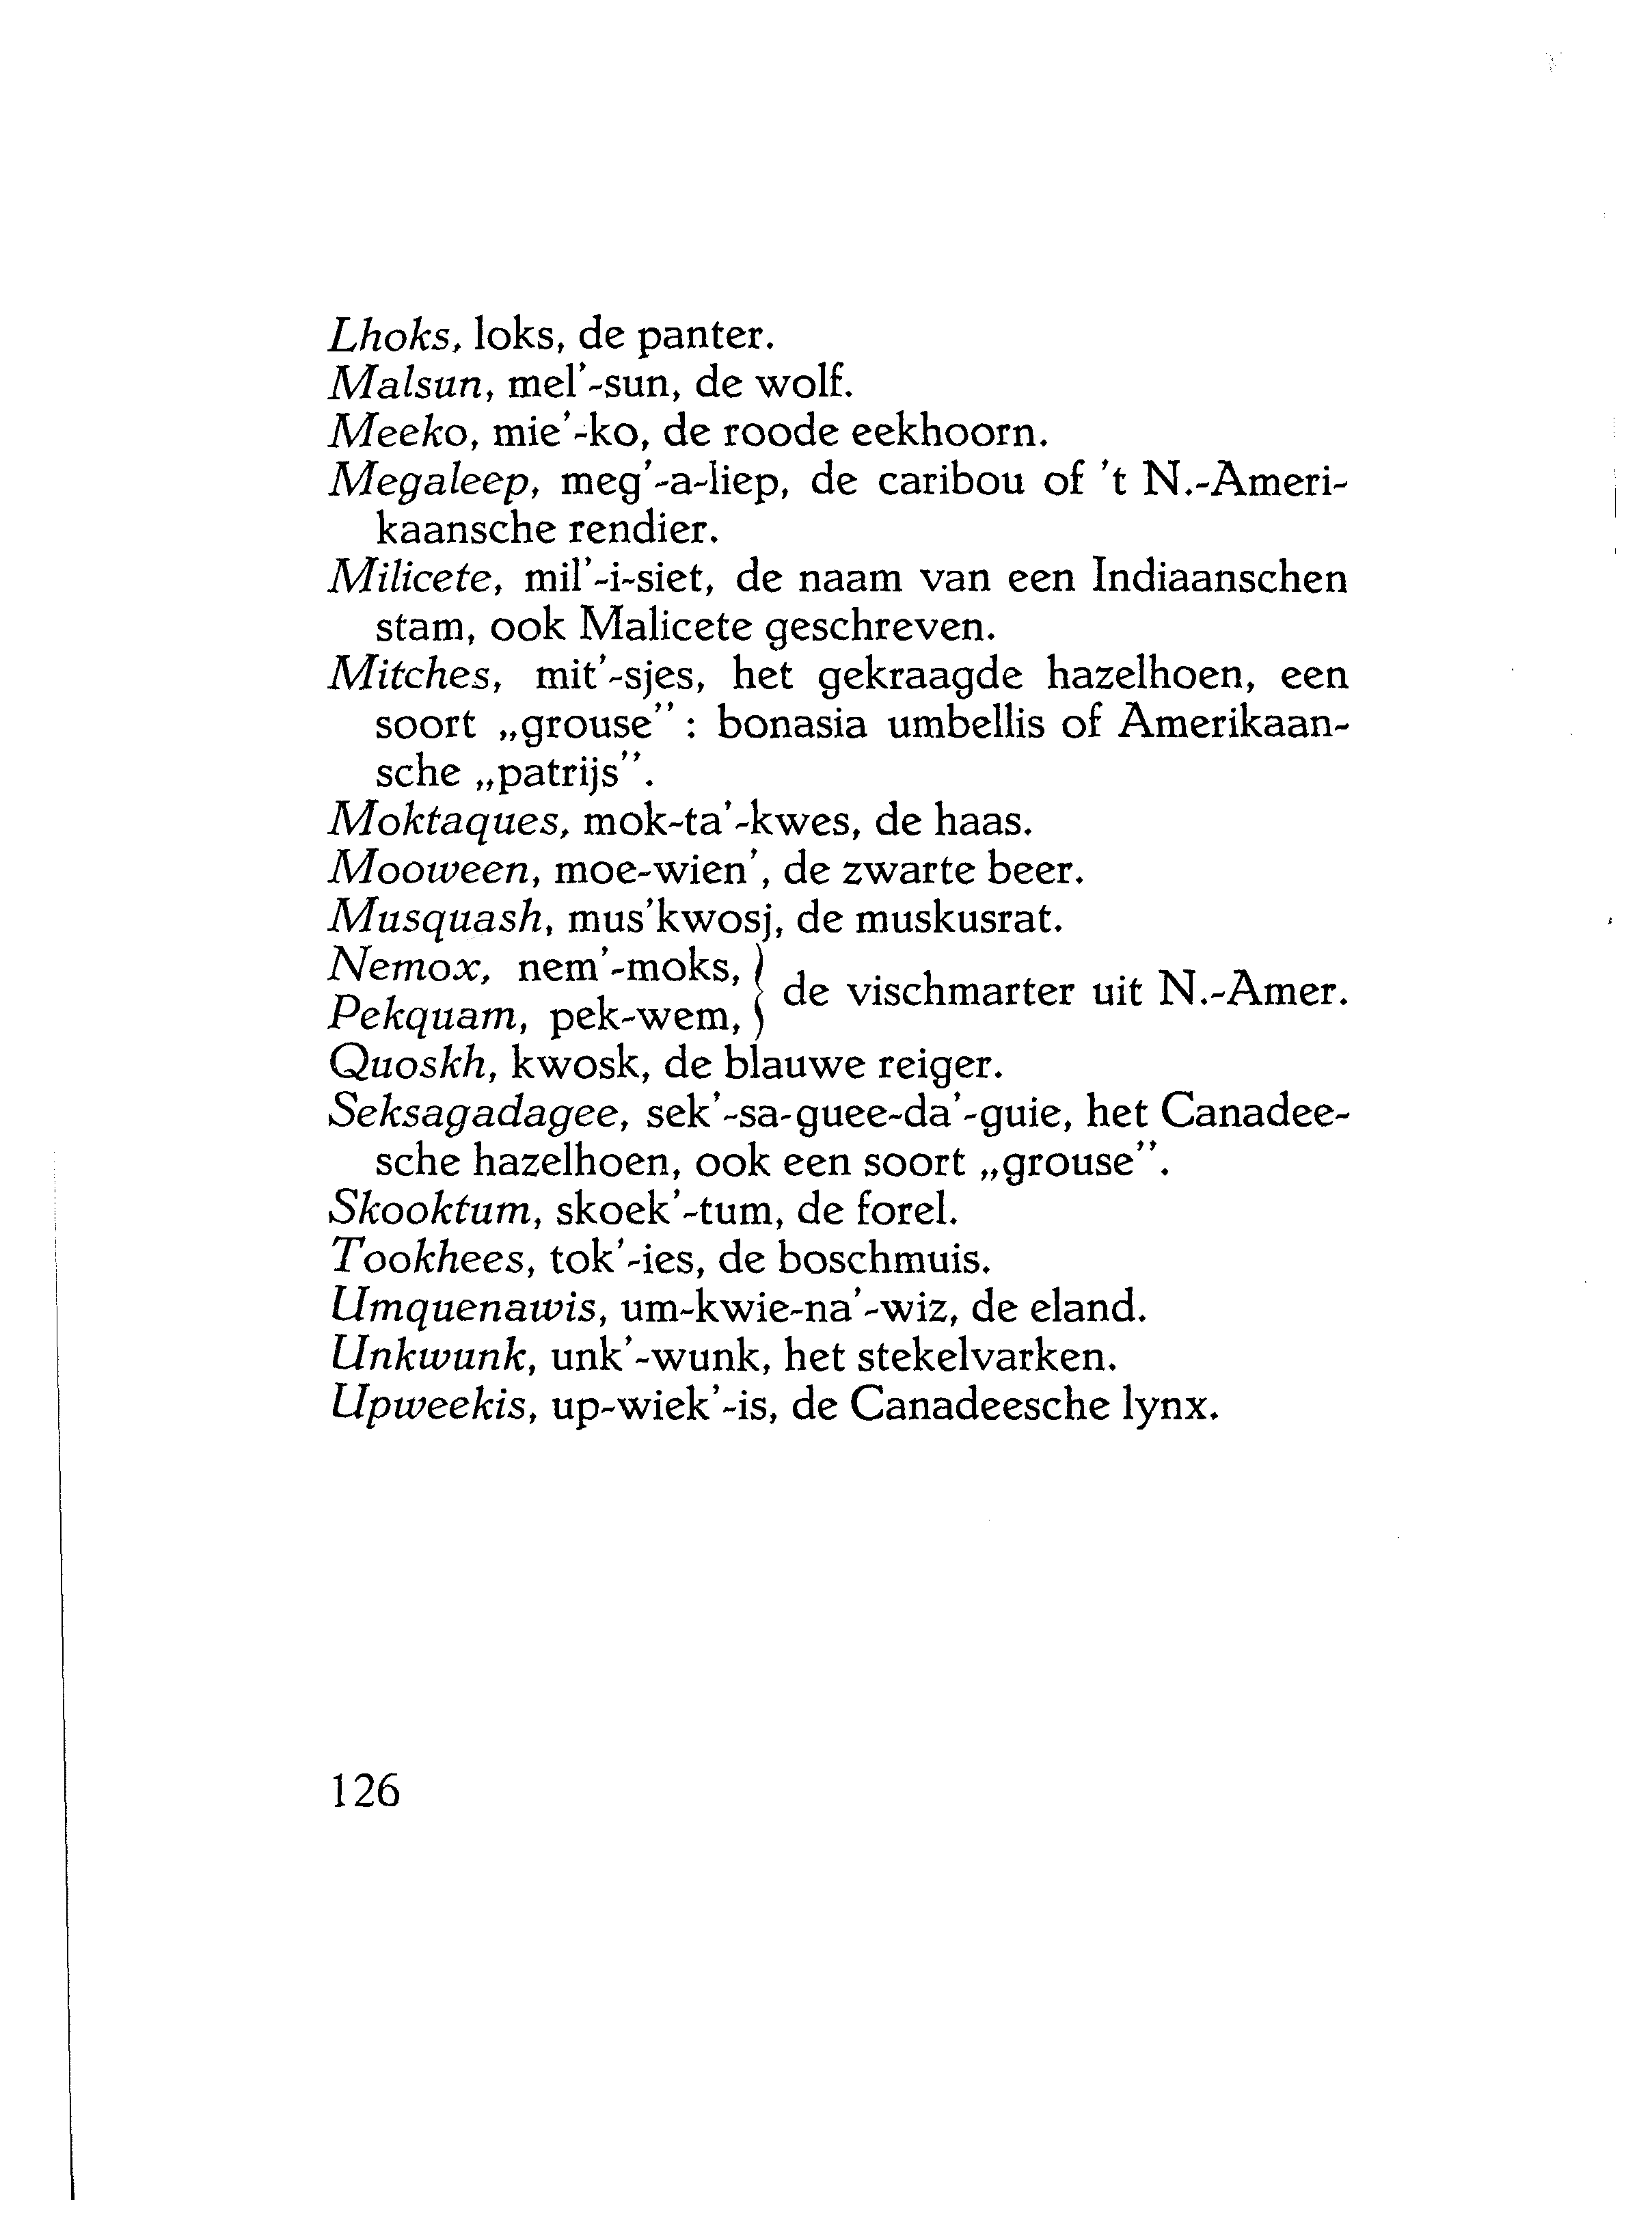 Lhoks, loks, de panter.
Malsun, mel'-sun, de wolf.
Meeko, mie'-ko, de roode eekhoorn.
Megaleep, meg'-a-liep, de caribou of 't N.-Ameri-
kaansche rendier.
Milicete, mil'-i-siet, de naam van een Indiaanschen
stam, ook Malicete geschreven.
Mitches, mit'-sjes, het gekraagde hazelhoen, een
soort „grouse”: bonasia umbellis of Amerikaan-
sche „patrijs”.
Moktaques, mok-ta'-kwes, de haas.
Mooween, moe-wien', de zwarte beer.
Musquash, mus'kwosj, de muskusrat.
Nemox, nem'-moks,
Pekquam, pek-wem, } de vischmarter uit N.-Amer.
Quoskh, kwosk, de blauwe reiger.
Seksagadagee, sek'-sa-guee-da'-guie, het Canadee-
sche hazelhoen, ook een soort „grouse”.
Skooktum, skoek'-tum, de forel.
Tookhees, tok'-ies, de boschmuis.
Umquenawis, um-kwie-na'-wiz, de eland.
Unkwunk, unk'-wunk, het stekelvarken.
Upweekis, up-wiek'-is, de Canadeesche lynx.
126